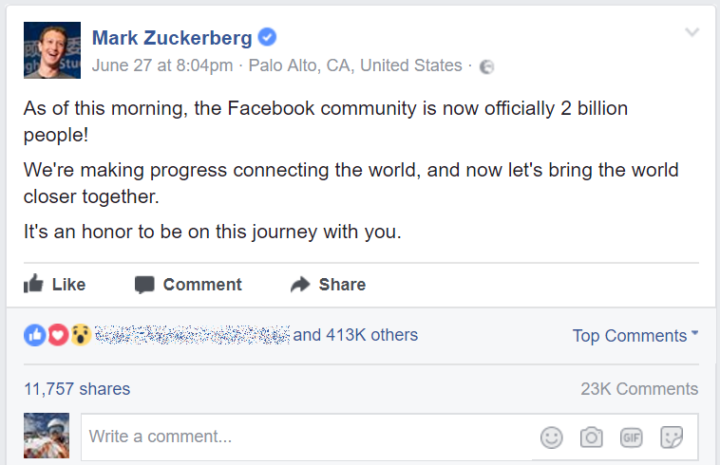 Mark Zuckerberg
June 27 at 8:04pm · Palo Alto, CA, United States ·
As of this morning, the Facebook community is now officially 2 billion
people!
We're making progress connecting the world, and now let's bring the world
closer together.
It's an honor to be on this journey with you.
Like Comment Share
and 413K others Top Comments
11,757 shares 23K Comments
Write a comment... GIF